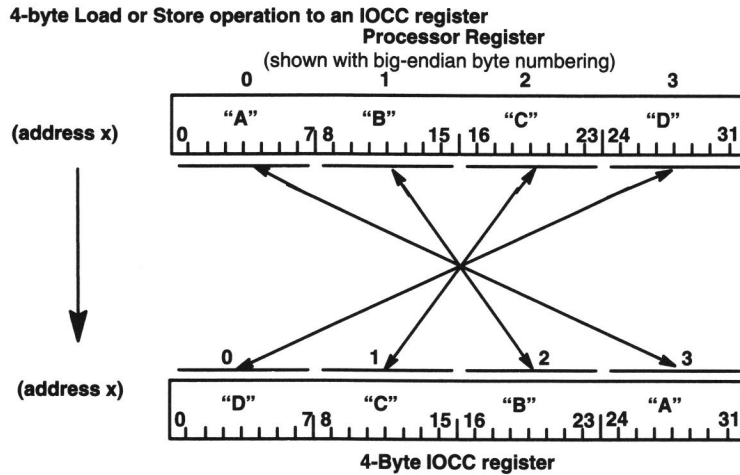 4-byte Load or Store operation to an IOCC register
Processor Register
(shown with big-endian byte numbering)
0 1 2 3
(address x)
“A” “B” “C” “D”
0 7 8 15 16 23 24 31
0 1 2 3
(address x)
“D” “C” “B” “A”
0 7 8 15 16 23 24 31
4-Byte IOCC register